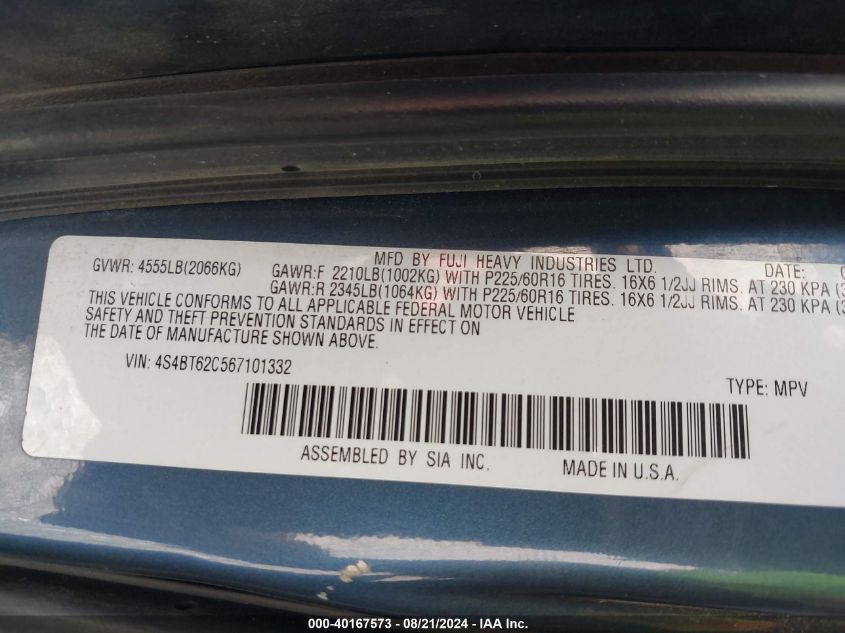 MFD BY FUJI HEAVY INDUSTRIES LTD. DATE:
GVWR: 4555LB(2066KG) GAWR:F 2210LB(1002KG) WITH P225/60R16 TIRES. 16X6 1/2JJ RIMS. AT 230 KPA
GAWR:R 2345LB(1064KG) WITH P225/60R16 TIRES. 16X6 1/2JJ RIMS. AT 230 KPA
THIS VEHICLE CONFORMS TO ALL APPLICABLE FEDERAL MOTOR VEHICLE
SAFETY AND THEFT PREVENTION STANDARDS IN EFFECT ON
THE DATE OF MANUFACTURE SHOWN ABOVE.
VIN: 4S4BT62C567101332 TYPE: MPV
ASSEMBLED BY SIA INC. MADE IN U.S.A.
000-40167573 - 08/21/2024 - IAA Inc.